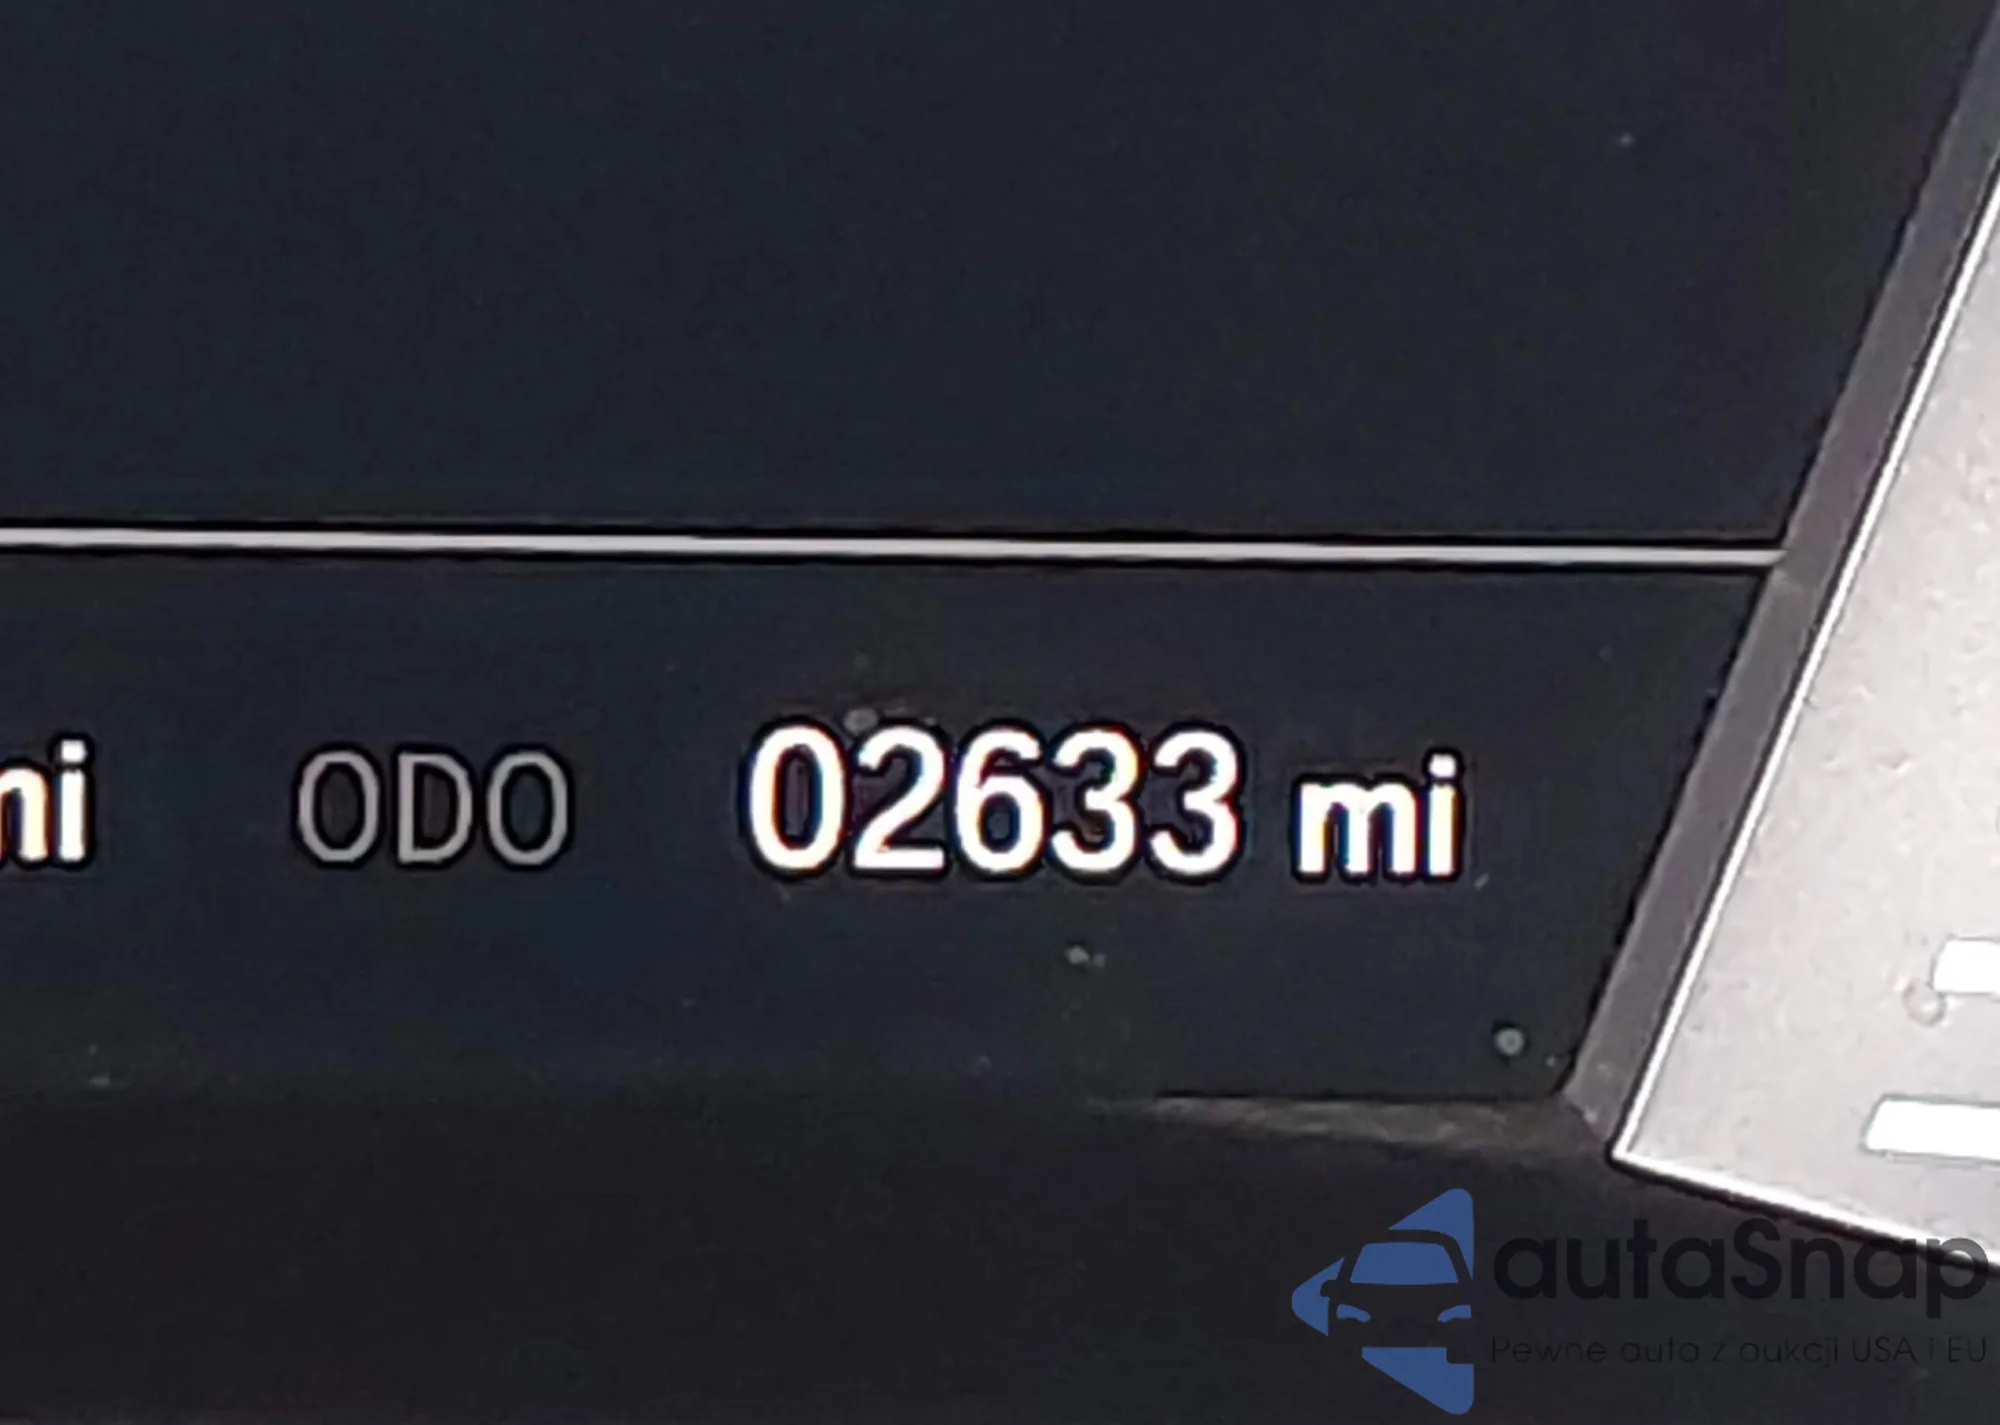 mi ODO 02633 mi
autaSnap
Pewne auta z aukcji USA i EU